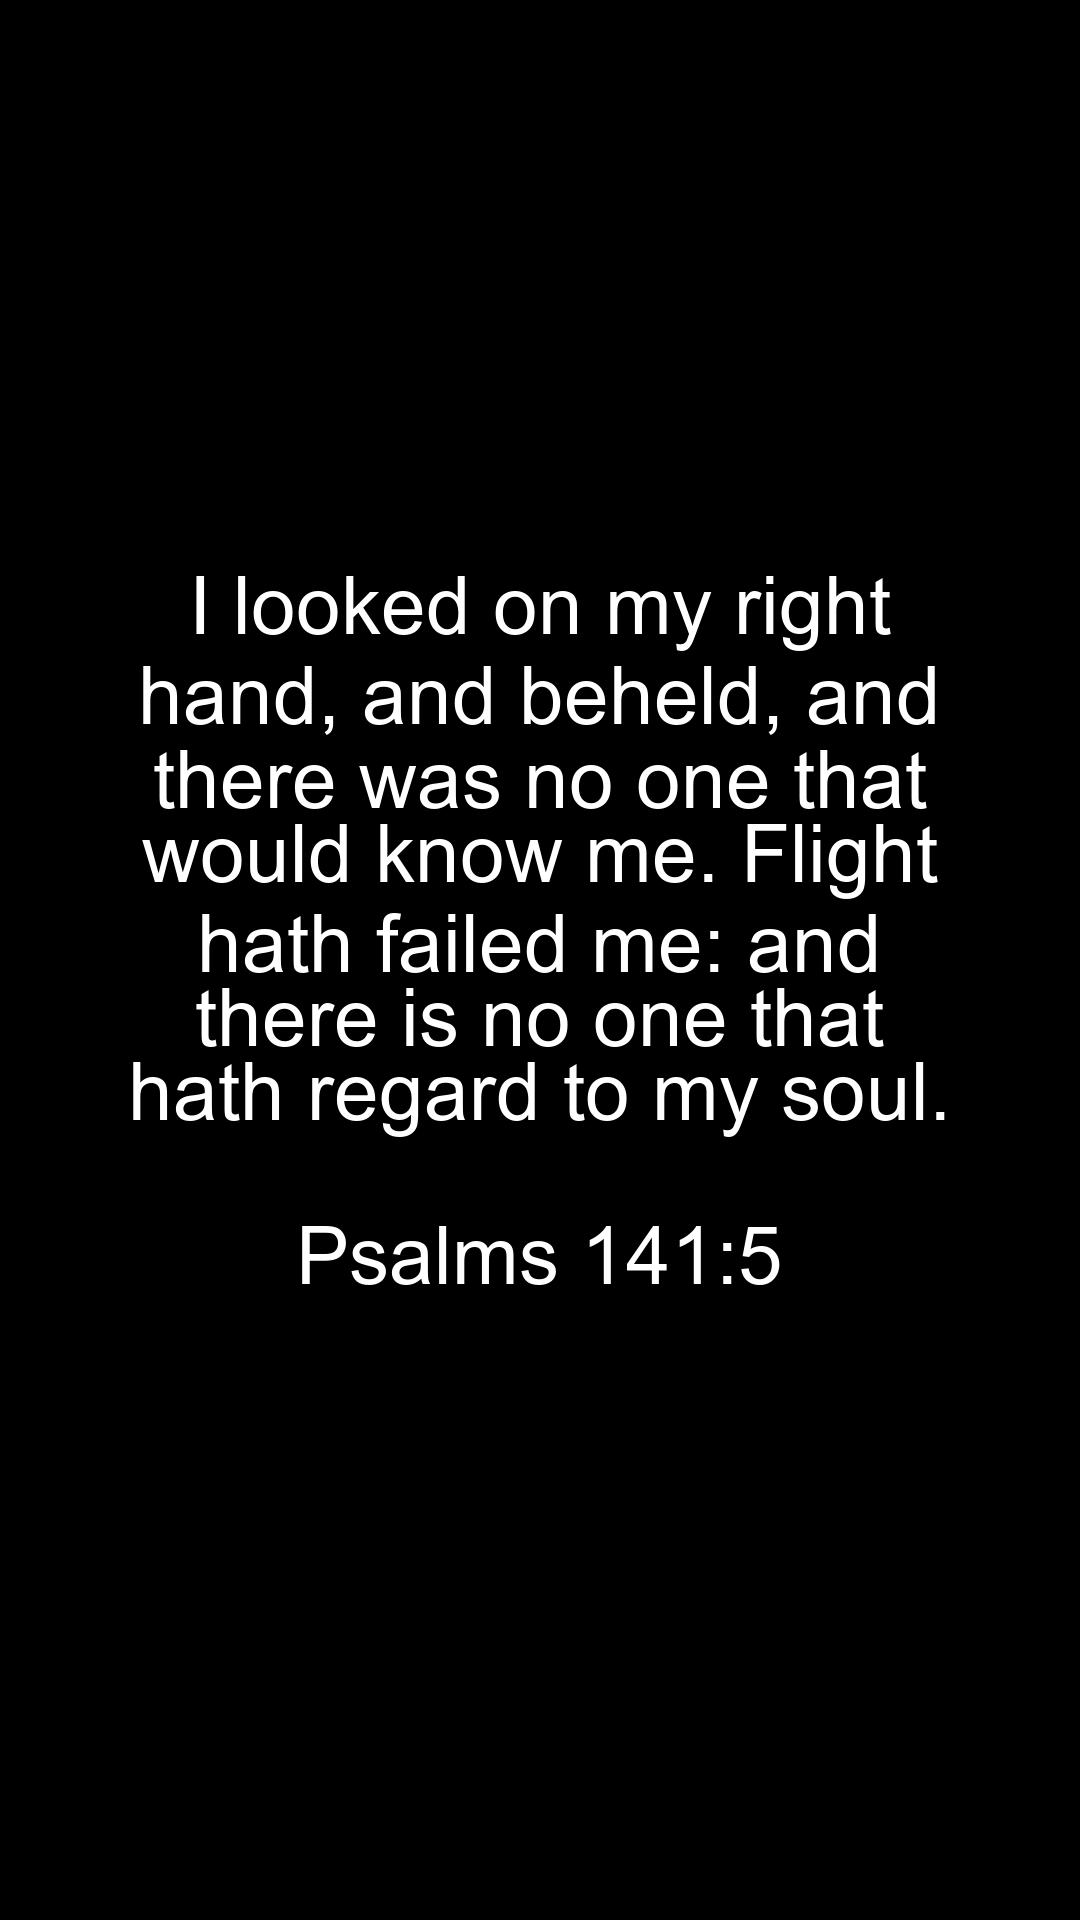 I looked on my right
hand, and beheld, and
there was no one that
would know me. Flight
hath failed me: and
there is no one that
hath regard to my soul.
Psalms 141:5